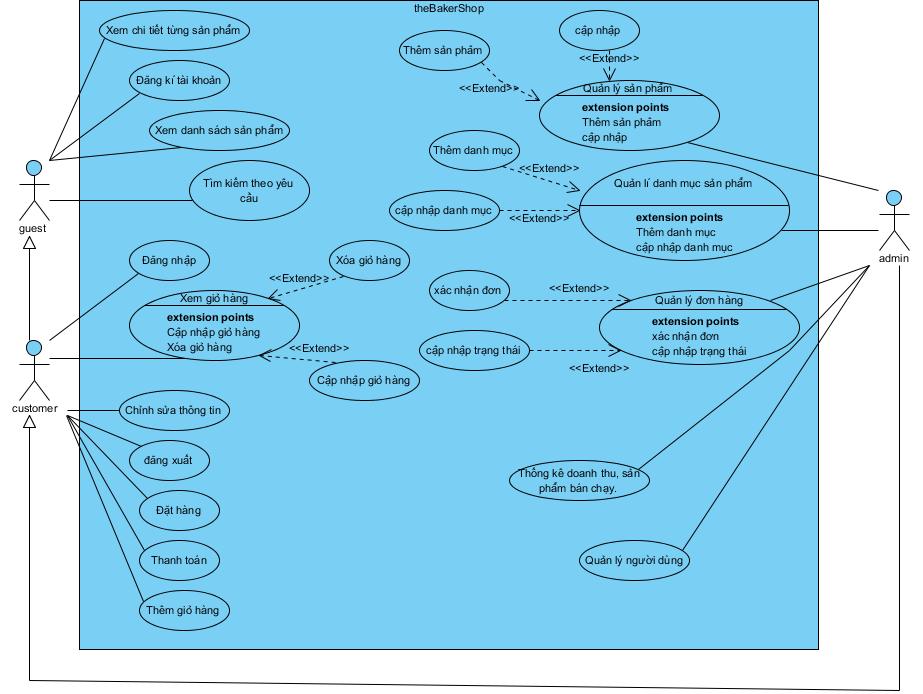 theBakerShop
Xem chi tiết từng sản phẩm
Đăng kí tài khoản
Xem danh sách sản phẩm
Tìm kiếm theo yêu
cầu
guest
Thêm sản phẩm
cập nhập
<<Extend>>
<<Extend>>
Quản lý sản phẩm
extension points
Thêm sản phẩm
cập nhập
Thêm danh mục
<<Extend>>
cập nhập danh mục
<<Extend>>
Quản lí danh mục sản phẩm
extension points
Thêm danh mục
cập nhập danh mục
admin
Đăng nhập
Xóa giỏ hàng
<<Extend>>
Xem giỏ hàng
extension points
Cập nhập giỏ hàng
Xóa giỏ hàng
<<Extend>>
Cập nhập giỏ hàng
customer
xác nhận đơn
<<Extend>>
cập nhập trạng thái
<<Extend>>
Quản lý đơn hàng
extension points
xác nhận đơn
cập nhập trạng thái
Chỉnh sửa thông tin
đăng xuất
Đặt hàng
Thanh toán
Thêm giỏ hàng
Thống kê doanh thu, sản
phẩm bán chạy.
Quản lý người dùng